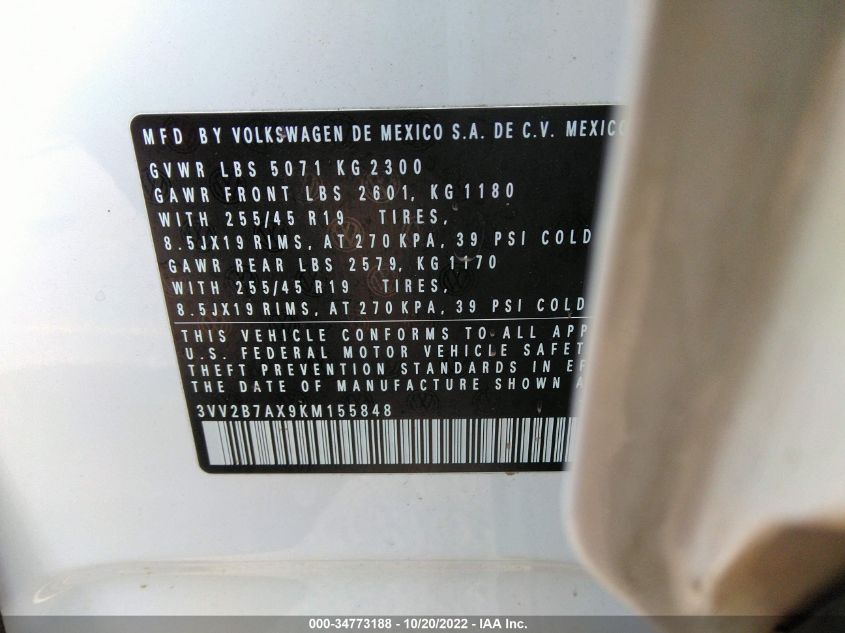 MFD BY VOLKSWAGEN DE MEXICO S.A. DE C.V. MEXICO
GVWR LBS 5071 KG 2300
GAWR FRONT LBS 2601, KG 1180
WITH 255/45 R19 TIRES,
8.5JX19 RIMS, AT 270 KPA, 39 PSI COLD
GAWR REAR LBS 2579, KG 1170
WITH 255/45 R19 TIRES,
8.5JX19 RIMS, AT 270 KPA, 39 PSI COLD
THIS VEHICLE CONFORMS TO ALL APP
U.S. FEDERAL MOTOR VEHICLE SAFET
THEFT PREVENTION STANDARDS IN EF
THE DATE OF MANUFACTURE SHOWN A
3VV2B7AX9KM155848
000-34773188 - 10/20/2022 - IAA Inc.